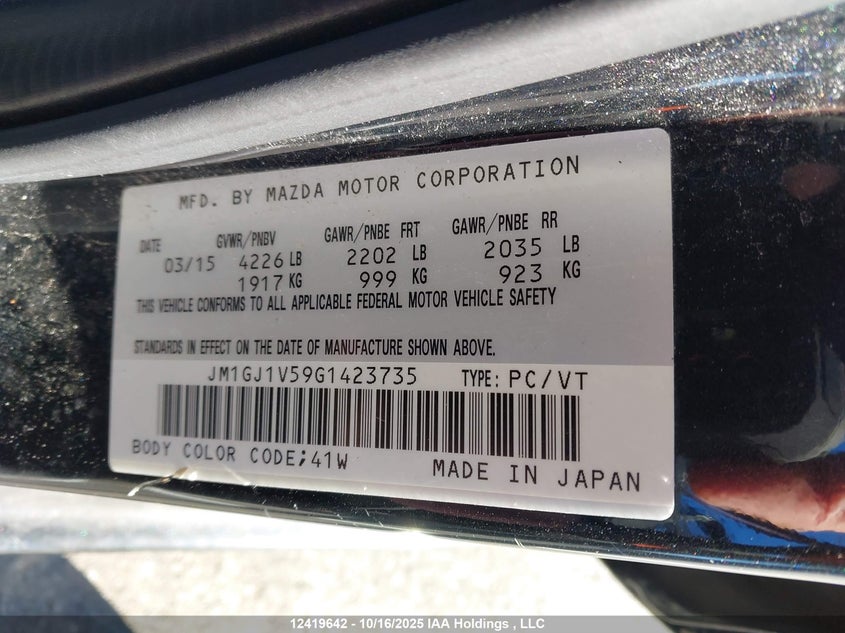 MFD. BY MAZDA MOTOR CORPORATION
DATE GVWR/PNBV GAWR/PNBE FRT GAWR/PNBE RR
03/15 4226 LB 2202 LB 2035 LB
1917 KG 999 KG 923 KG
THIS VEHICLE CONFORMS TO ALL APPLICABLE FEDERAL MOTOR VEHICLE SAFETY
STANDARDS IN EFFECT ON THE DATE OF MANUFACTURE SHOWN ABOVE.
JM1GJ1V59G1423735 TYPE: PC/VT
BODY COLOR CODE;41W MADE IN JAPAN
12419642 - 10/16/2025 IAA Holdings , LLC